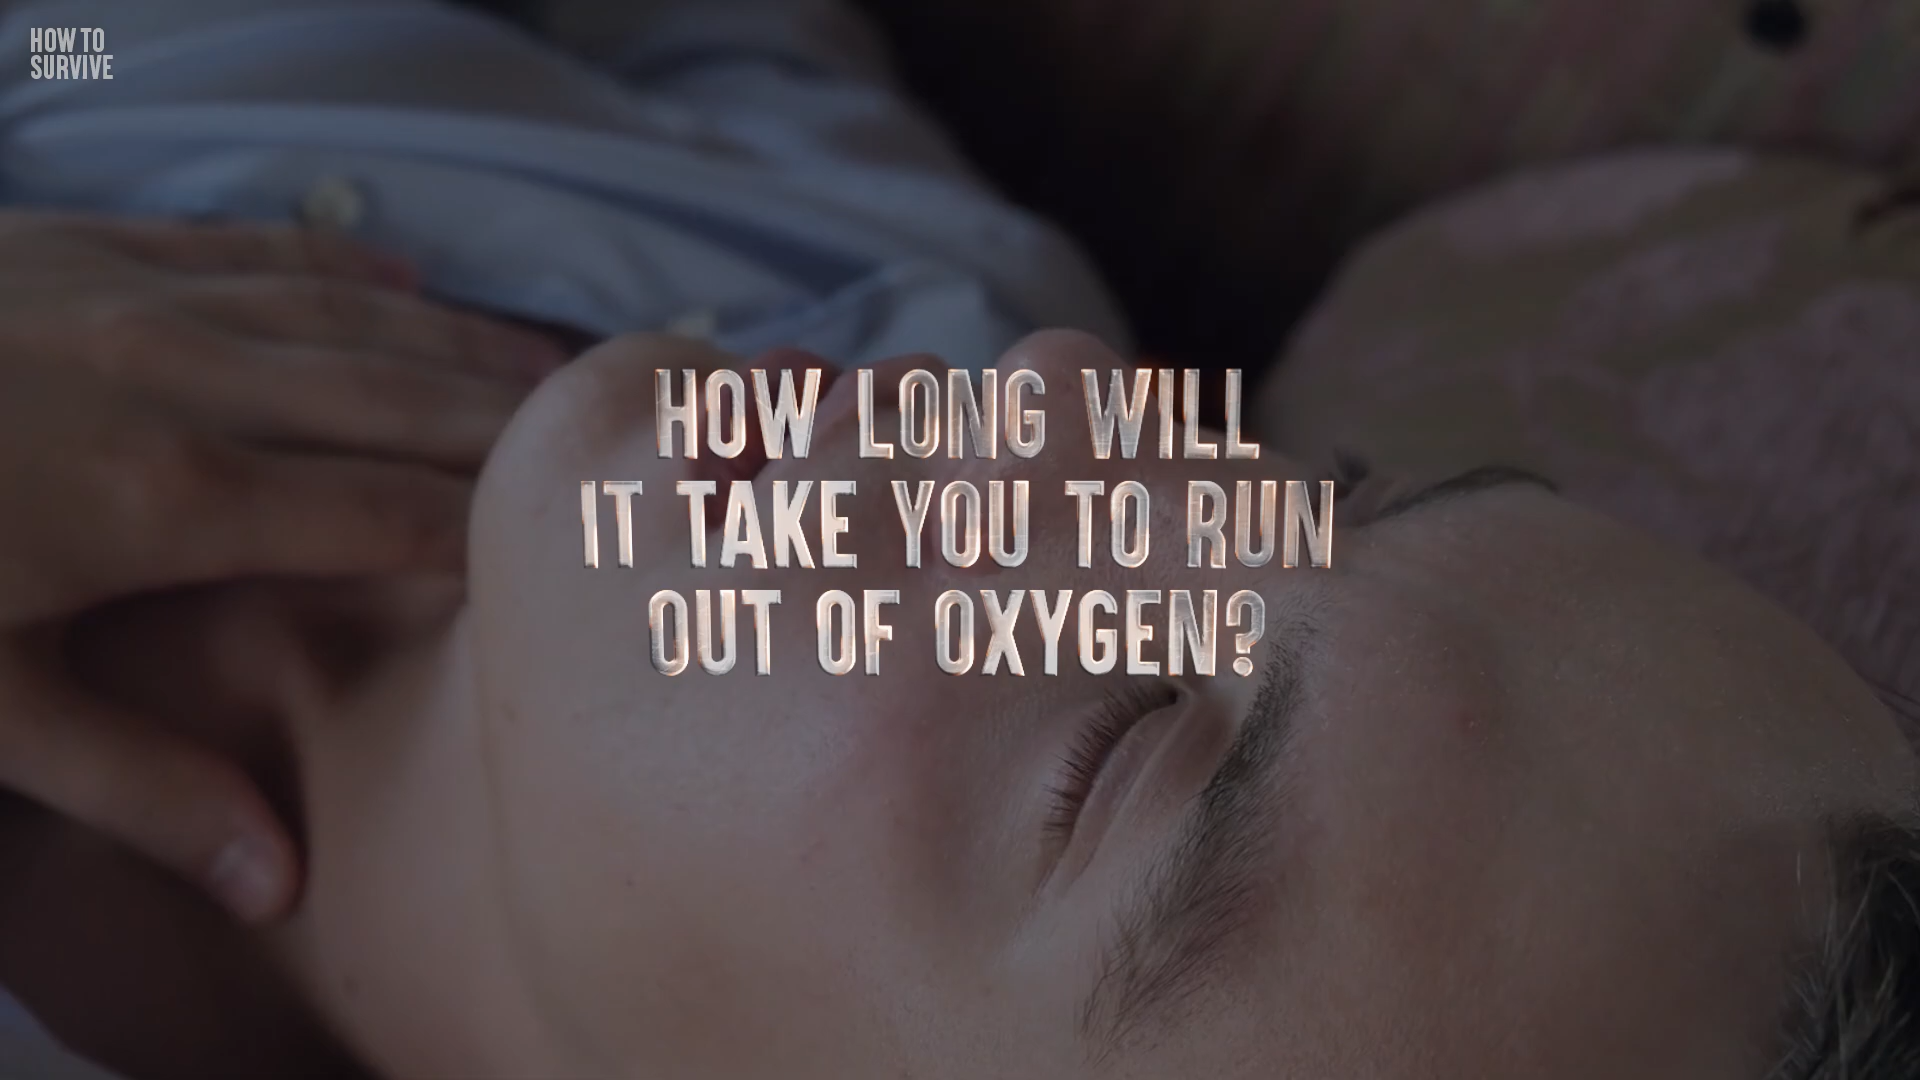 HOW TO
SURVIVE
HOW LONG WILL
IT TAKE YOU TO RUN
OUT OF OXYGEN?